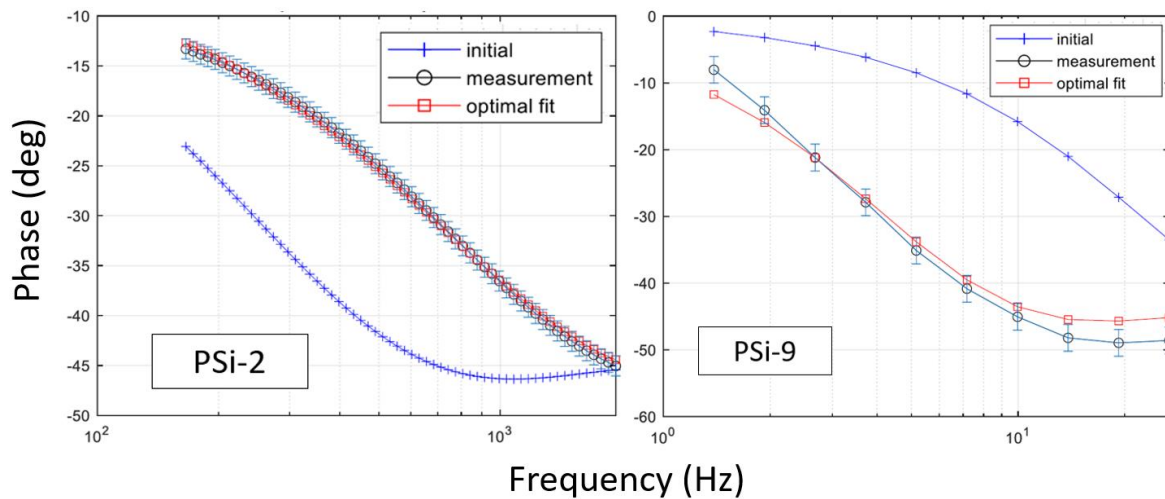 Phase (deg)
-10
-15
-20
-25
-30
-35
-40
-45
-50
10²
10³
initial
measurement
optimal fit
PSi-2
0
-10
-20
-30
-40
-50
-60
10⁰
10¹
initial
measurement
optimal fit
PSi-9
Frequency (Hz)